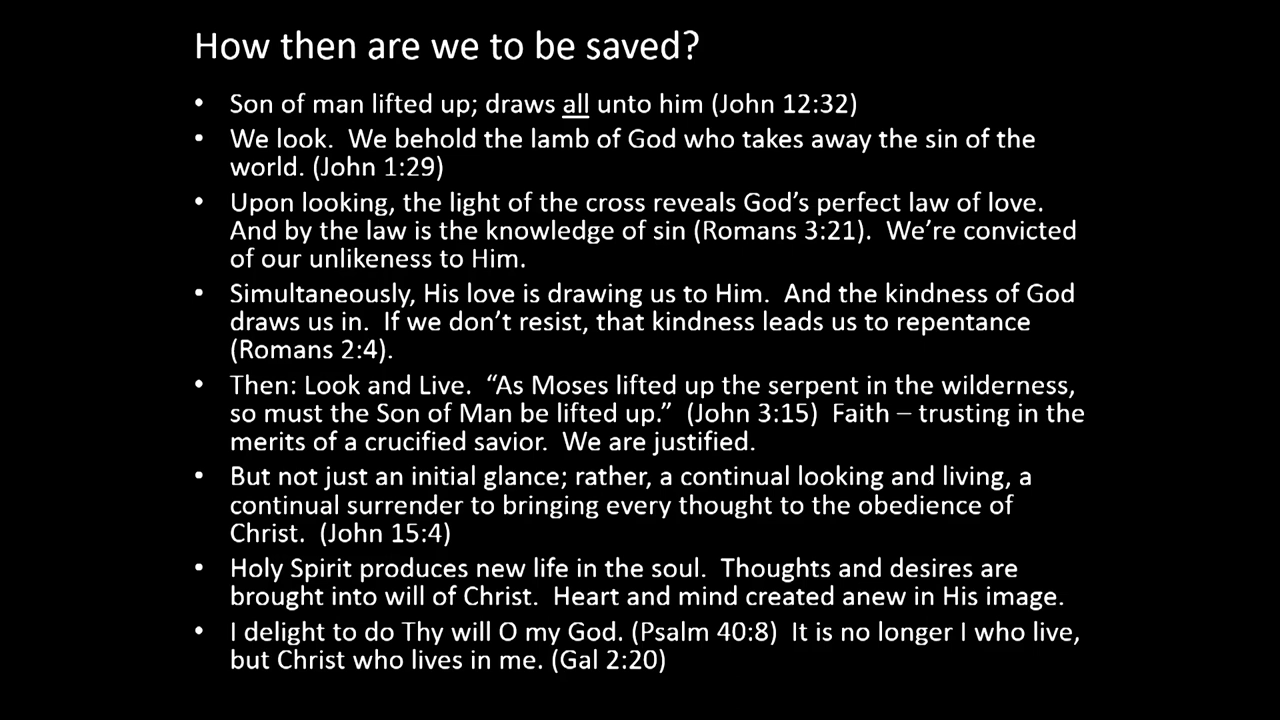 How then are we to be saved?
• Son of man lifted up; draws all unto him (John 12:32)
• We look.  We behold the lamb of God who takes away the sin of the
world. (John 1:29)
• Upon looking, the light of the cross reveals God’s perfect law of love.
And by the law is the knowledge of sin (Romans 3:21).  We’re convicted
of our unlikeness to Him.
• Simultaneously, His love is drawing us to Him.  And the kindness of God
draws us in.  If we don’t resist, that kindness leads us to repentance
(Romans 2:4).
• Then: Look and Live.  “As Moses lifted up the serpent in the wilderness,
so must the Son of Man be lifted up.”  (John 3:15)  Faith – trusting in the
merits of a crucified savior.  We are justified.
• But not just an initial glance; rather, a continual looking and living, a
continual surrender to bringing every thought to the obedience of
Christ.  (John 15:4)
• Holy Spirit produces new life in the soul.  Thoughts and desires are
brought into will of Christ.  Heart and mind created anew in His image.
• I delight to do Thy will O my God. (Psalm 40:8)  It is no longer I who live,
but Christ who lives in me. (Gal 2:20)